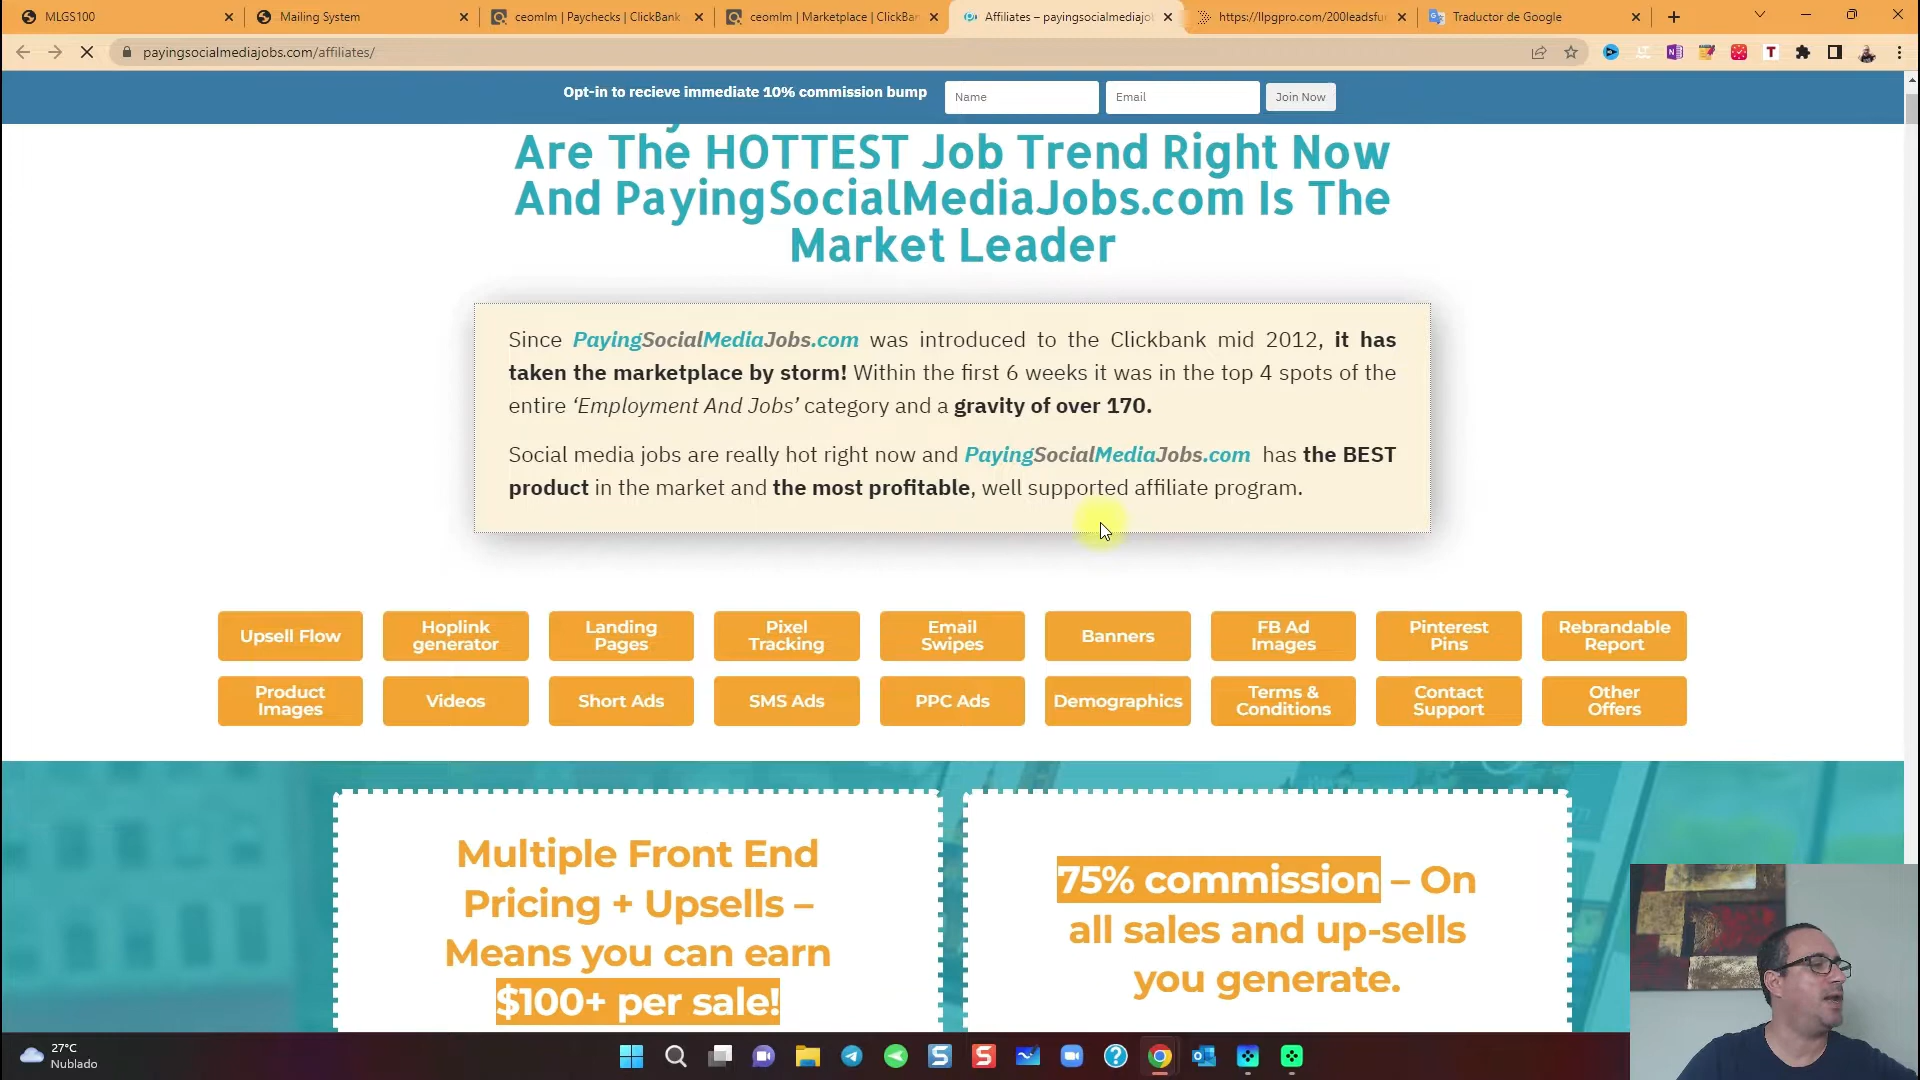 MLGS100
Mailing System
ceomlm | Paychecks | ClickBank
ceomlm | Marketplace | ClickBan
Affiliates – payingsocialmediajo
https://llpgpro.com/200leadsfu
Traductor de Google
payingsocialmediajobs.com/affiliates/
Opt-in to recieve immediate 10% commission bump
Name
Email
Join Now
Are The HOTTEST Job Trend Right Now
And PayingSocialMediaJobs.com Is The
Market Leader
Since PayingSocialMediaJobs.com was introduced to the Clickbank mid 2012, it has
taken the marketplace by storm! Within the first 6 weeks it was in the top 4 spots of the
entire ‘Employment And Jobs’ category and a gravity of over 170.
Social media jobs are really hot right now and PayingSocialMediaJobs.com has the BEST
product in the market and the most profitable, well supported affiliate program.
Upsell Flow
Hoplink
generator
Landing
Pages
Pixel
Tracking
Email
Swipes
Banners
FB Ad
Images
Pinterest
Pins
Rebrandable
Report
Product
Images
Videos
Short Ads
SMS Ads
PPC Ads
Demographics
Terms &
Conditions
Contact
Support
Other
Offers
Multiple Front End
Pricing + Upsells –
Means you can earn
$100+ per sale!
75% commission – On
all sales and up-sells
you generate.
27°C
Nublado